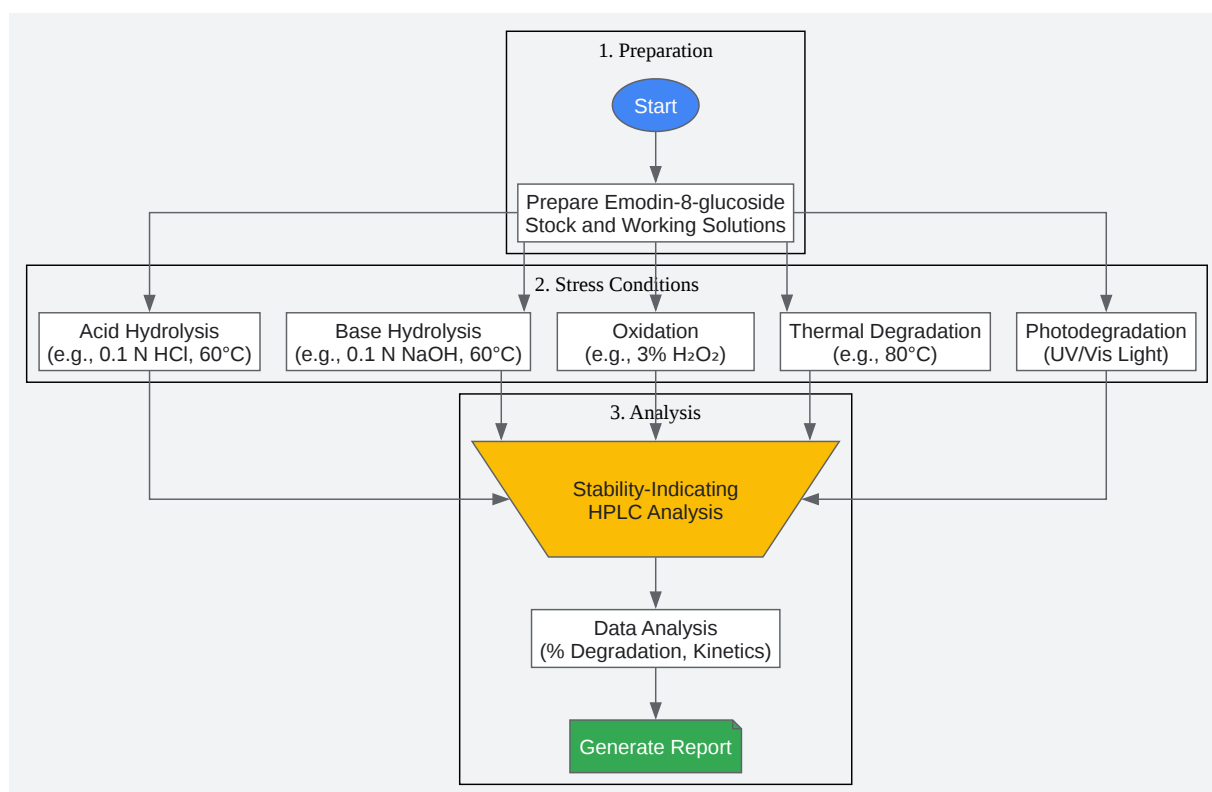 1. Preparation
Start
Prepare Emodin-8-glucoside
Stock and Working Solutions
2. Stress Conditions
Acid Hydrolysis
(e.g., 0.1 N HCl, 60°C)
Base Hydrolysis
(e.g., 0.1 N NaOH, 60°C)
Oxidation
(e.g., 3% H₂O₂)
Thermal Degradation
(e.g., 80°C)
Photodegradation
(UV/Vis Light)
3. Analysis
Stability-Indicating
HPLC Analysis
Data Analysis
(% Degradation, Kinetics)
Generate Report